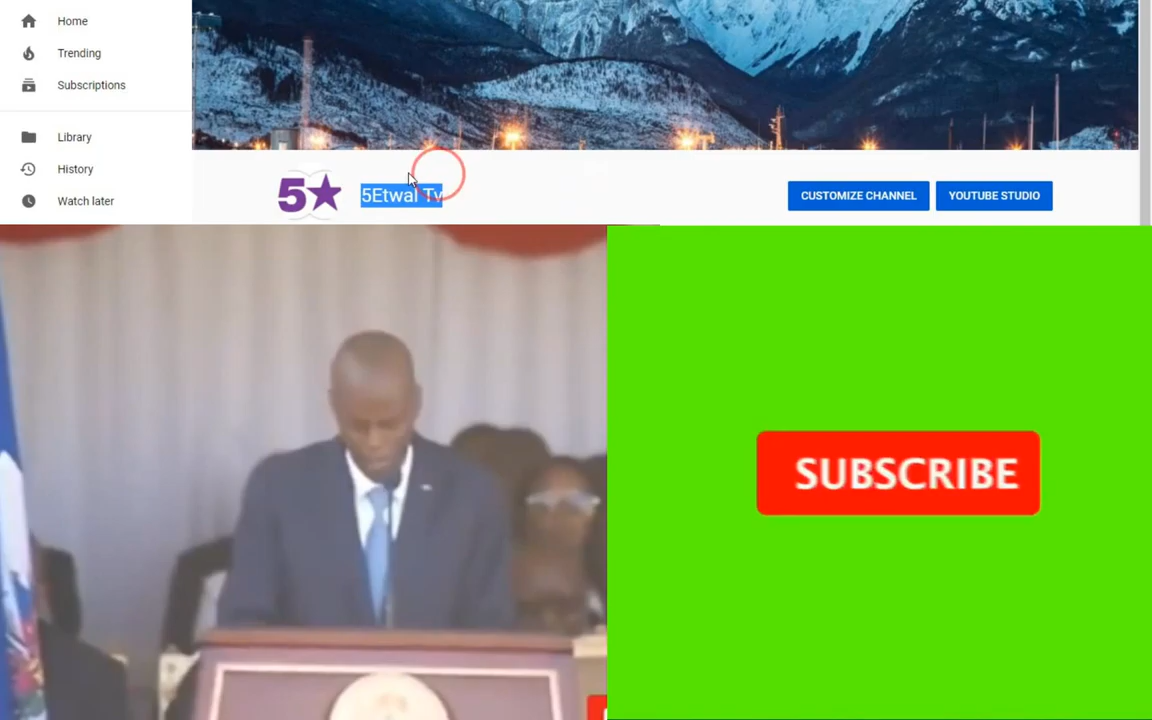 Home
Trending
Subscriptions
Library
History
Watch later
5★
5Etwal Tv
CUSTOMIZE CHANNEL
YOUTUBE STUDIO
SUBSCRIBE